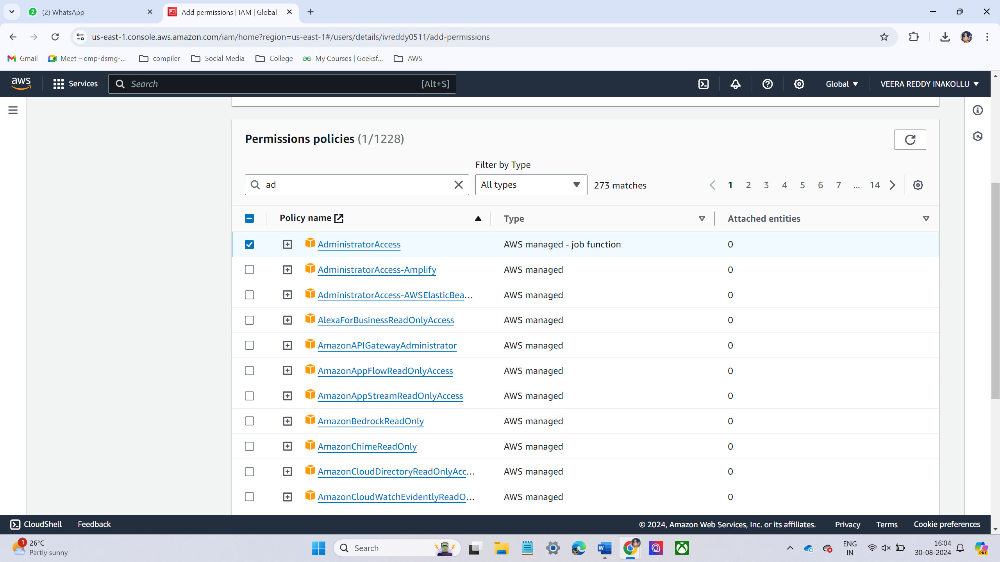 (2) WhatsApp
Add permissions | IAM | Global
us-east-1.console.aws.amazon.com/iam/home?region=us-east-1#/users/details/ivreddy0511/add-permissions
Gmail
Meet – emp-dsmg-...
compiler
Social Media
College
My Courses | Geeksf...
AWS
aws
Services
Search
[Alt+S]
Global
VEERA REDDY INAKOLLU
Permissions policies (1/1228)
Filter by Type
ad
All types
273 matches
1 2 3 4 5 6 7 ... 14
Policy name
Type
Attached entities
AdministratorAccess AWS managed - job function 0
AdministratorAccess-Amplify AWS managed 0
AdministratorAccess-AWSElasticBea... AWS managed 0
AlexaForBusinessReadOnlyAccess AWS managed 0
AmazonAPIGatewayAdministrator AWS managed 0
AmazonAppFlowReadOnlyAccess AWS managed 0
AmazonAppStreamReadOnlyAccess AWS managed 0
AmazonBedrockReadOnly AWS managed 0
AmazonChimeReadOnly AWS managed 0
AmazonCloudDirectoryReadOnlyAcc... AWS managed 0
AmazonCloudWatchEvidentlyReadO... AWS managed 0
CloudShell
Feedback
© 2024, Amazon Web Services, Inc. or its affiliates.
Privacy
Terms
Cookie preferences
1
26°C
Partly sunny
Search
ENG
IN
16:04
30-08-2024
PRE